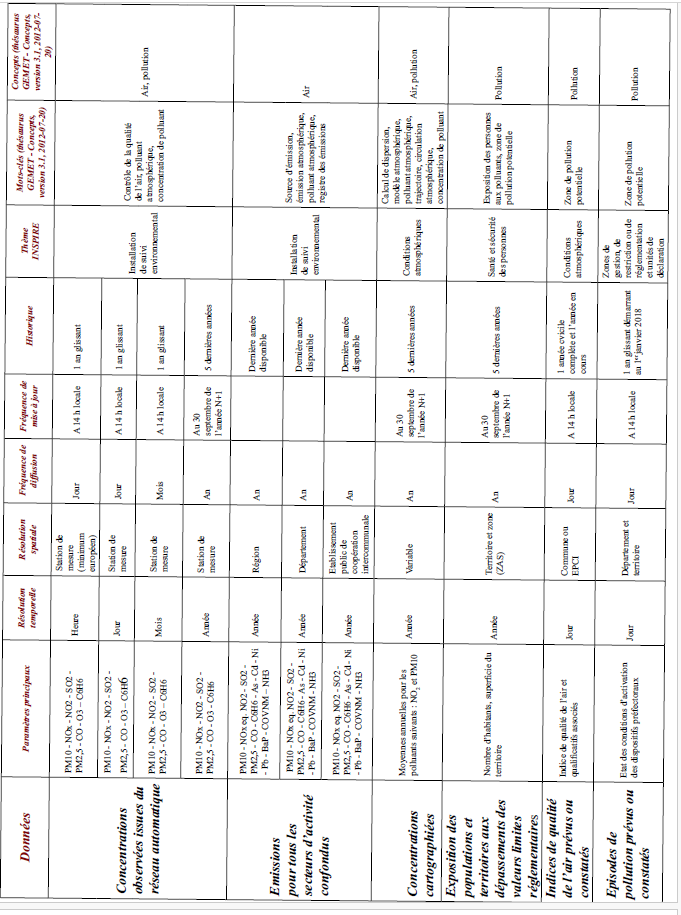 Données
Paramètres principaux
Résolution
temporelle
Résolution
spatiale
Fréquence de
diffusion
Fréquence de
mise à jour
Historique
Thème
INSPIRE
Mots-clés (thésaurus
GEMET - Concepts,
version 3.1, 2012-07-20)
Concepts (thésaurus
GEMET - Concepts,
version 3.1, 2012-07-
20)
Concentrations
observées issues du
réseau automatique
PM10 - NOx - NO2 - SO2 -
PM2,5 - CO - O3 – C6H6
Heure
Station de
mesure
(minimum
européen)
Jour
A 14 h locale
1 an glissant
Installation
de suivi
environnemental
Contrôle de la qualité
de l'air, polluant
atmosphérique,
concentration de polluant
Air, pollution
PM10 - NOx - NO2 - SO2 -
PM2,5 - CO - O3 – C6H6
Jour
Station de
mesure
Jour
A 14 h locale
1 an glissant
PM10 - NOx - NO2 - SO2 -
PM2,5 - CO - O3 – C6H6
Mois
Station de
mesure
Mois
A 14 h locale
1 an glissant
PM10 - NOx - NO2 - SO2 -
PM2,5 - CO - O3 - C6H6
Année
Station de
mesure
An
Au 30
septembre de
l'année N+1
5 dernières années
Emissions
pour tous les
secteurs d'activité
confondus
PM10 - NOx eq. NO2 - SO2 -
PM2,5 - CO - C6H6 - As - Cd - Ni
- Pb - BaP - COVNM – NH3
Année
Région
An
Dernière année
disponible
Installation
de suivi
environnemental
Source d'émission,
émission atmosphérique,
polluant atmosphérique,
registre des émissions
Air
PM10 - NOx eq. NO2 - SO2 -
PM2,5 - CO - C6H6 - As - Cd - Ni
- Pb - BaP - COVNM - NH3
Année
Département
An
Dernière année
disponible
PM10 - NOx eq. NO2 - SO2 -
PM2,5 - CO - C6H6 - As - Cd - Ni
- Pb - BaP - COVNM - NH3
Année
Etablissement
public de
coopération
intercommunale
An
Dernière année
disponible
Concentrations
cartographiées
Moyennes annuelles pour les
polluants suivants : NO2 et PM10
Année
Variable
An
Au 30
septembre de
l'année N+1
5 dernières années
Conditions
atmosphériques
Calcul de dispersion,
modèle atmosphérique,
polluant atmosphérique,
trajectoire, circulation
atmosphérique,
concentration de polluant
Air, pollution
Exposition des
populations et
territoires aux
dépassements des
valeurs limites
réglementaires
Nombre d'habitants, superficie du
territoire
Année
Territoire et zone
(ZAS)
An
Au 30
septembre de
l'année N+1
5 dernières années
Santé et sécurité
des personnes
Exposition des personnes
aux polluants, zone de
pollution potentielle
Pollution
Indices de qualité
de l'air prévus ou
constatés
Indice de qualité de l'air et
qualificatifs associés
Jour
Commune ou
EPCI
Jour
A 14 h locale
1 année civile
complète et l'année en
cours
Conditions
atmosphériques
Zone de pollution
potentielle
Pollution
Episodes de
pollution prévus ou
constatés
Etat des conditions d'activation
des dispositifs préfectoraux
Jour
Département et
territoire
Jour
A 14 h locale
1 an glissant démarrant
au 1er janvier 2018
Zones de
gestion, de
restriction ou de
réglementation
et unités de
déclaration
Zone de pollution
potentielle
Pollution